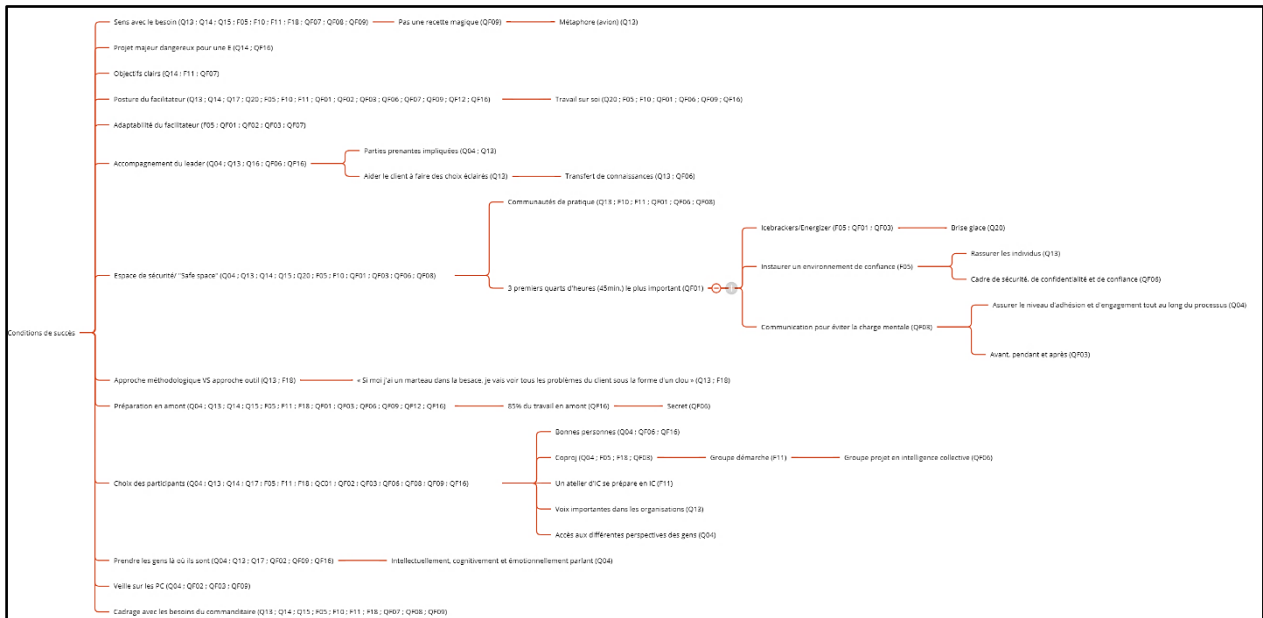 Sens avec le besoin (Q13 ; Q14 ; Q15 ; F05 ; F10 ; F11 ; F18 ; QF07 ; QF08 ; QF09)
Pas une recette magique (QF09)
Métaphore (avion) (Q13)
Projet majeur dangereux pour une E (Q14 ; QF16)
Objectifs clairs (Q14 ; F11 ; QF07)
Posture du facilitateur (Q13 ; Q14 ; Q17 ; Q20 ; F05 ; F10 ; F11 ; QF01 ; QF02 ; QF03 ; QF06 ; QF07 ; QF09 ; QF12 ; QF16)
Travail sur soi (Q20 ; F05 ; F10 ; QF01 ; QF06 ; QF09 ; QF16)
Adaptabilité du facilitateur (F05 ; QF01 ; QF02 ; QF03 ; QF07)
Accompagnement du leader (Q04 ; Q13 ; Q16 ; QF06 ; QF16)
Parties prenantes impliquées (Q04 ; Q13)
Aider le client à faire des choix éclairés (Q13)
Transfert de connaissances (Q13 ; QF06)
Espace de sécurité/ "Safe space" (Q04 ; Q13 ; Q14 ; Q15 ; Q20 ; F05 ; F10 ; QF01 ; QF03 ; QF06 ; QF08)
Communautés de pratique (Q13 ; F10 ; F11 ; QF01 ; QF06 ; QF08)
3 premiers quarts d'heures (45min.) le plus important (QF01)
Icebrackers/Energizer (F05 ; QF01 ; QF03)
Brise glace (Q20)
Instaurer un environnement de confiance (F05)
Rassurer les individus (Q13)
Cadre de sécurité, de confidentialité et de confiance (QF06)
Communication pour éviter la charge mentale (QF03)
Assurer le niveau d'adhésion et d'engagement tout au long du processus (Q04)
Avant, pendant et après (QF03)
Conditions de succès
Approche méthodologique VS approche outil (Q13 ; F18)
« Si moi j'ai un marteau dans la besace, je vais voir tous les problèmes du client sous la forme d'un clou » (Q13 ; F18)
Préparation en amont (Q04 ; Q13 ; Q14 ; Q15 ; F05 ; F11 ; F18 ; QF01 ; QF03 ; QF06 ; QF09 ; QF12 ; QF16)
85% du travail en amont (QF16)
Secret (QF06)
Choix des participants (Q04 ; Q13 ; Q14 ; Q17 ; F05 ; F11 ; F18 ; QC01 ; QF02 ; QF03 ; QF06 ; QF08 ; QF09 ; QF16)
Bonnes personnes (Q04 ; QF06 ; QF16)
Coproj (Q04 ; F05 ; F18 ; QF03)
Groupe démarche (F11)
Groupe projet en intelligence collective (QF06)
Un atelier d'IC se prépare en IC (F11)
Voix importantes dans les organisations (Q13)
Accès aux différentes perspectives des gens (Q04)
Prendre les gens là où ils sont (Q04 ; Q13 ; Q17 ; QF02 ; QF09 ; QF16)
Intellectuellement, cognitivement et émotionnellement parlant (Q04)
Veille sur les PC (Q04 ; QF02 ; QF03 ; QF09)
Cadrage avec les besoins du commanditaire (Q13 ; Q14 ; Q15 ; F05 ; F10 ; F11 ; F18 ; QF07 ; QF08 ; QF09)